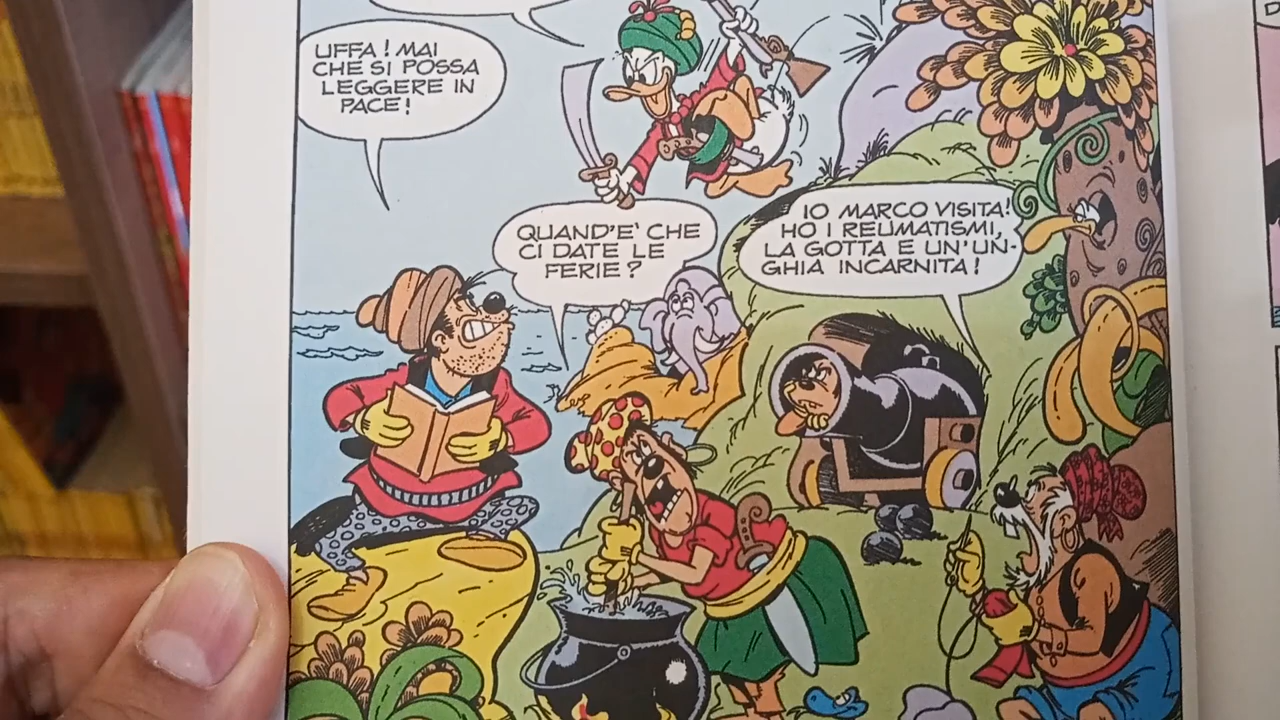 UFFA! MAI
CHE SI POSSA
LEGGERE IN
PACE!
QUAND'E' CHE
CI DATE LE
FERIE?
IO MARCO VISITA!
HO I REUMATISMI,
LA GOTTA E UN'UN-
GHIA INCARNITA!